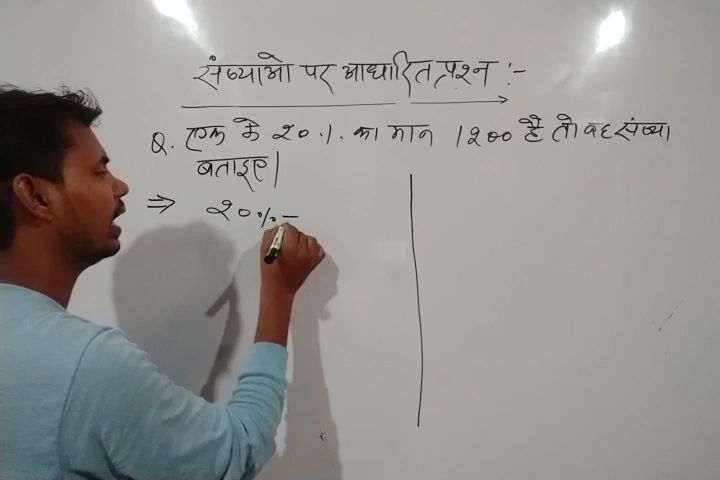 संख्याओ पर आधारित प्रश्न :-
Q. एक के 20 % का मान 1200 है तो वह संख्या
बताइए।
⇒ 20% -